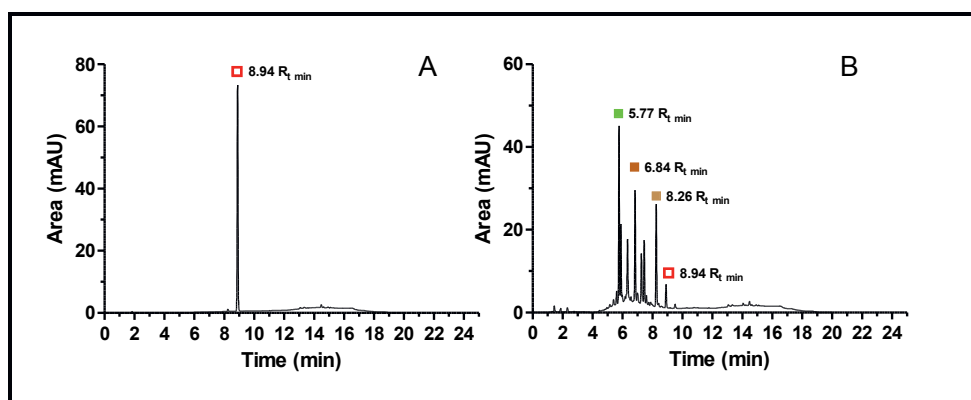 A
80
60
40
20
0
Area (mAU)
8.94 Rt min
0 2 4 6 8 10 12 14 16 18 20 22 24
Time (min)
B
60
40
20
0
Area (mAU)
5.77 Rt min
6.84 Rt min
8.26 Rt min
8.94 Rt min
0 2 4 6 8 10 12 14 16 18 20 22 24
Time (min)